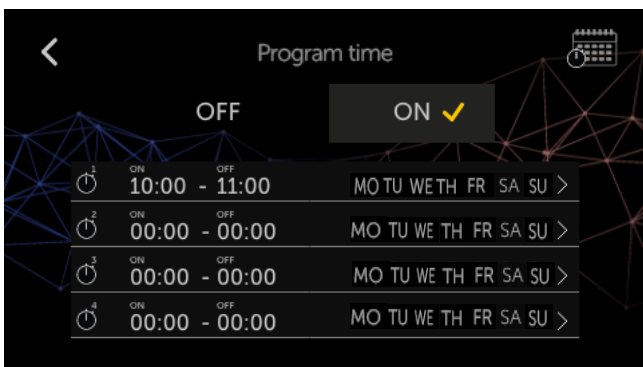 Program time
OFF ON
1 ON OFF
10:00 - 11:00 MO TU WE TH FR SA SU
2 ON OFF
00:00 - 00:00 MO TU WE TH FR SA SU
3 ON OFF
00:00 - 00:00 MO TU WE TH FR SA SU
4 ON OFF
00:00 - 00:00 MO TU WE TH FR SA SU